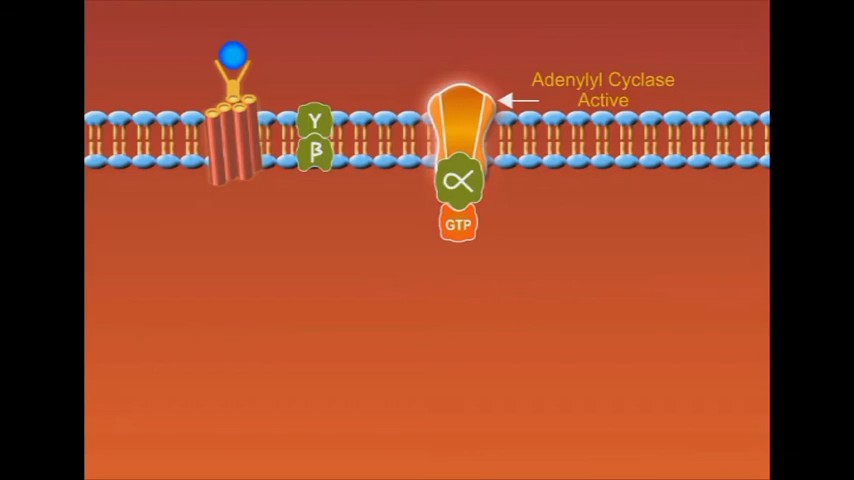 Adenylyl Cyclase
Active
γ
β
α
GTP